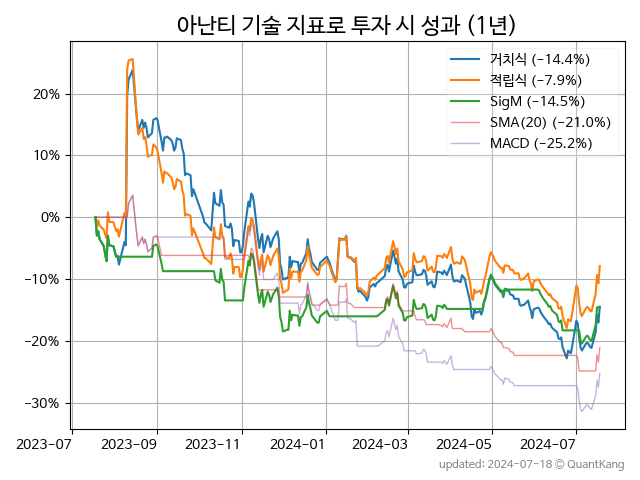 아난티 기술 지표로 투자 시 성과 (1년)
거치식 (−14.4%)
적립식 (−7.9%)
SigM (−14.5%)
SMA(20) (−21.0%)
MACD (−25.2%)
20%
10%
0%
−10%
−20%
−30%
2023-07 2023-09 2023-11 2024-01 2024-03 2024-05 2024-07
updated: 2024-07-18 ⓒ QuantKang